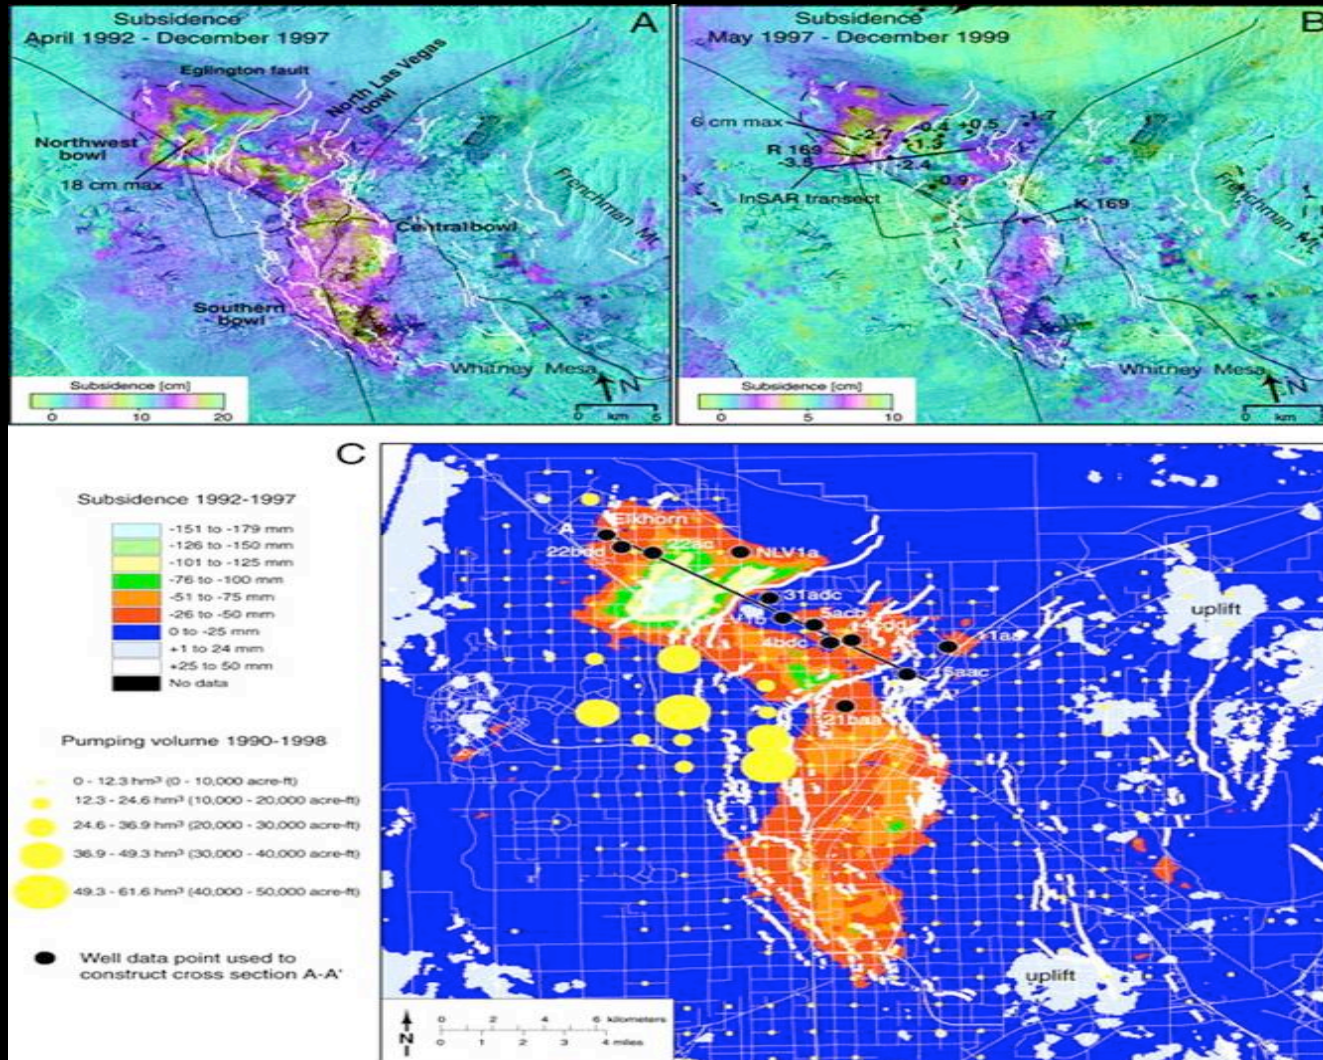 Subsidence
April 1992 - December 1997
A
Eglington fault
North Las Vegas
bowl
Northwest
bowl
18 cm max
Central bowl
Frenchman Mt.
Southern
bowl
Whitney Mesa
Subsidence [cm]
0 10 20
N
0 km 5
Subsidence
May 1997 - December 1999
B
6 cm max
-2.7
-0.4
+0.5
-1.7
R 169
-1.3
-3.8
-2.4
-0.9
InSAR transect
K 169
Frenchman Mt.
Whitney Mesa
Subsidence [cm]
0 5 10
N
0 km
C
Subsidence 1992-1997
-151 to -179 mm
-126 to -150 mm
-101 to -125 mm
-76 to -100 mm
-51 to -75 mm
-26 to -50 mm
0 to -25 mm
+1 to 24 mm
+25 to 50 mm
No data
Pumping volume 1990-1998
0 - 12.3 hm³ (0 - 10,000 acre-ft)
12.3 - 24.6 hm³ (10,000 - 20,000 acre-ft)
24.6 - 36.9 hm³ (20,000 - 30,000 acre-ft)
36.9 - 49.3 hm³ (30,000 - 40,000 acre-ft)
49.3 - 61.6 hm³ (40,000 - 50,000 acre-ft)
Well data point used to
construct cross section A-A'
A
Elkhorn
22bdd
22ac
NLV1a
31adc
5acb
4bdc
15aac
A'
21baa
uplift
uplift
N
0 2 4 6 kilometers
0 1 2 3 4 miles